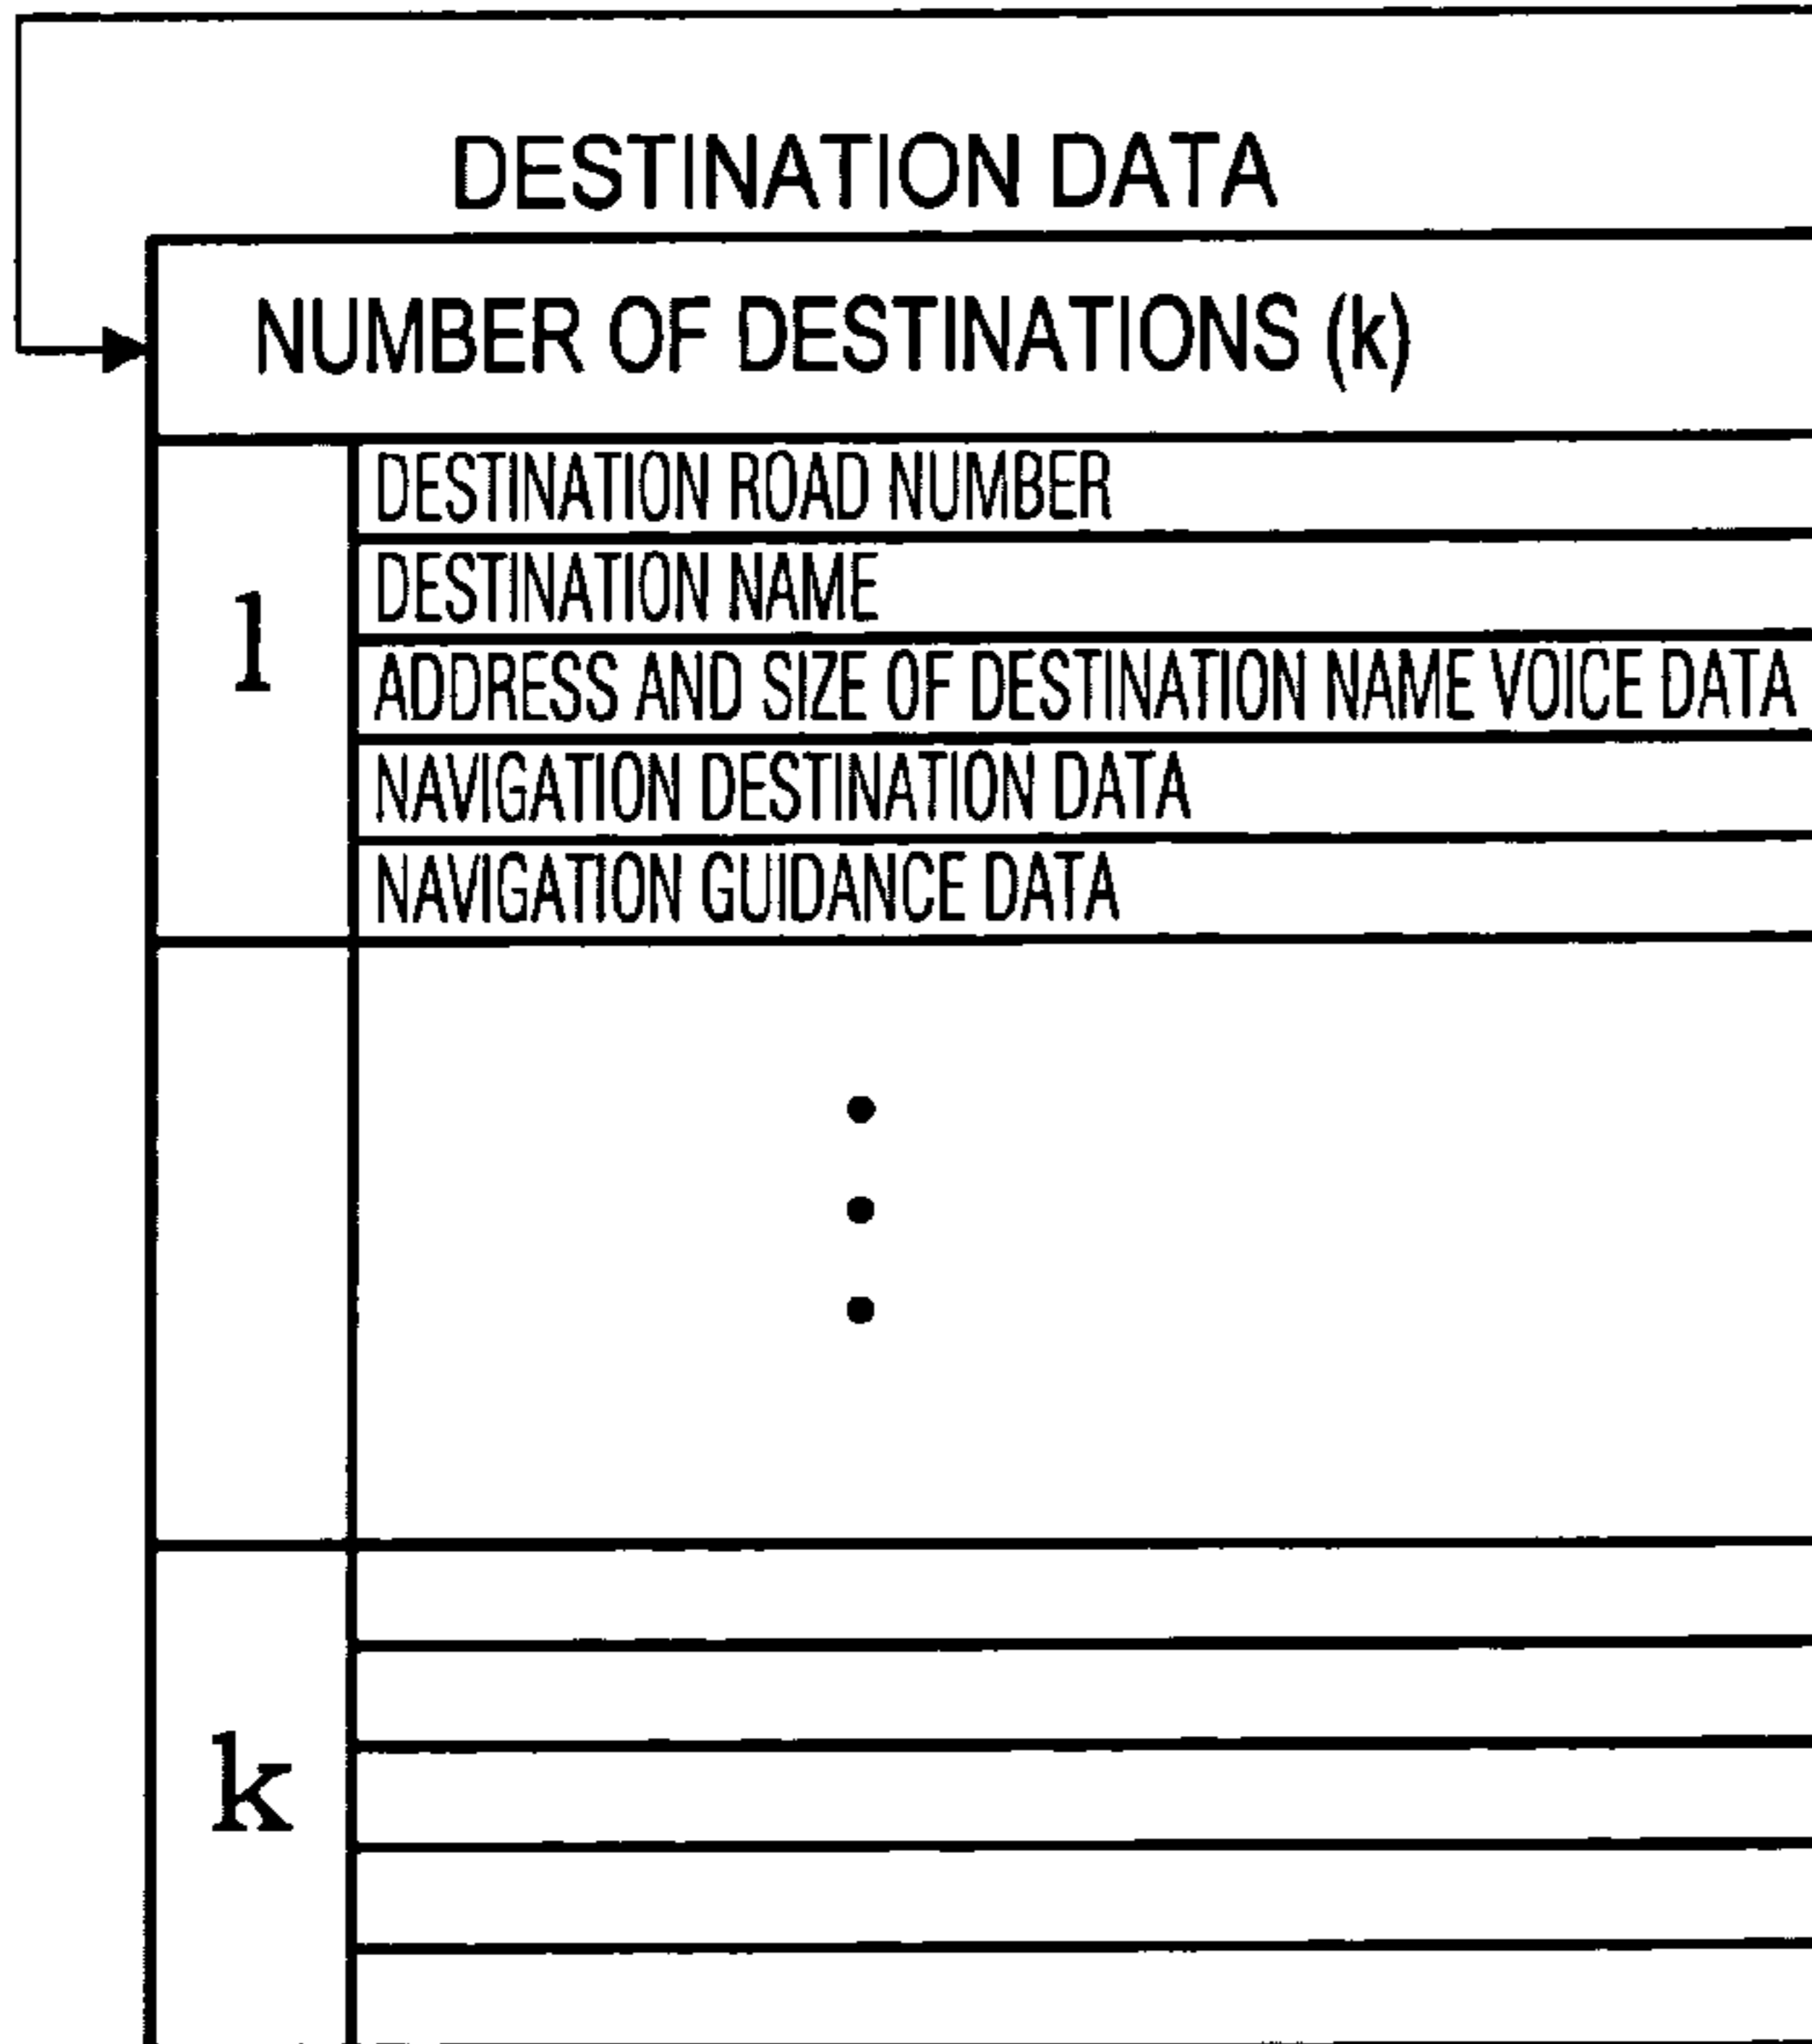 DESTINATION DATA
NUMBER OF DESTINATIONS (k)
1
DESTINATION ROAD NUMBER
DESTINATION NAME
ADDRESS AND SIZE OF DESTINATION NAME VOICE DATA
NAVIGATION DESTINATION DATA
NAVIGATION GUIDANCE DATA
k